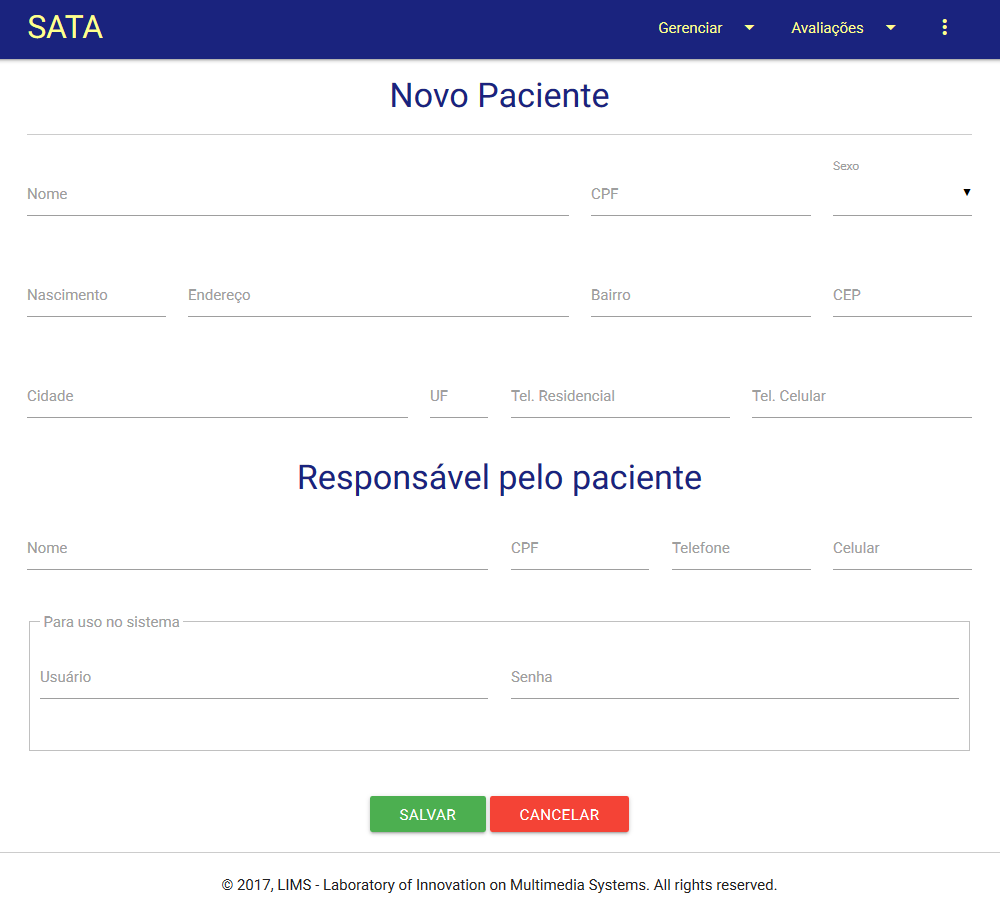 SATA Gerenciar Avaliações
Novo Paciente
Sexo
Nome CPF
Nascimento Endereço Bairro CEP
Cidade UF Tel. Residencial Tel. Celular
Responsável pelo paciente
Nome CPF Telefone Celular
Para uso no sistema
Usuário Senha
SALVAR CANCELAR
© 2017, LIMS - Laboratory of Innovation on Multimedia Systems. All rights reserved.